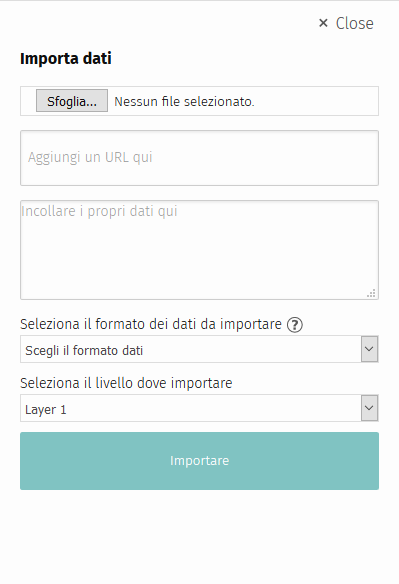 × Close
Importa dati
Sfoglia... Nessun file selezionato.
Aggiungi un URL qui
Incollare i propri dati qui
Seleziona il formato dei dati da importare ?
Scegli il formato dati
Seleziona il livello dove importare
Layer 1
Importare